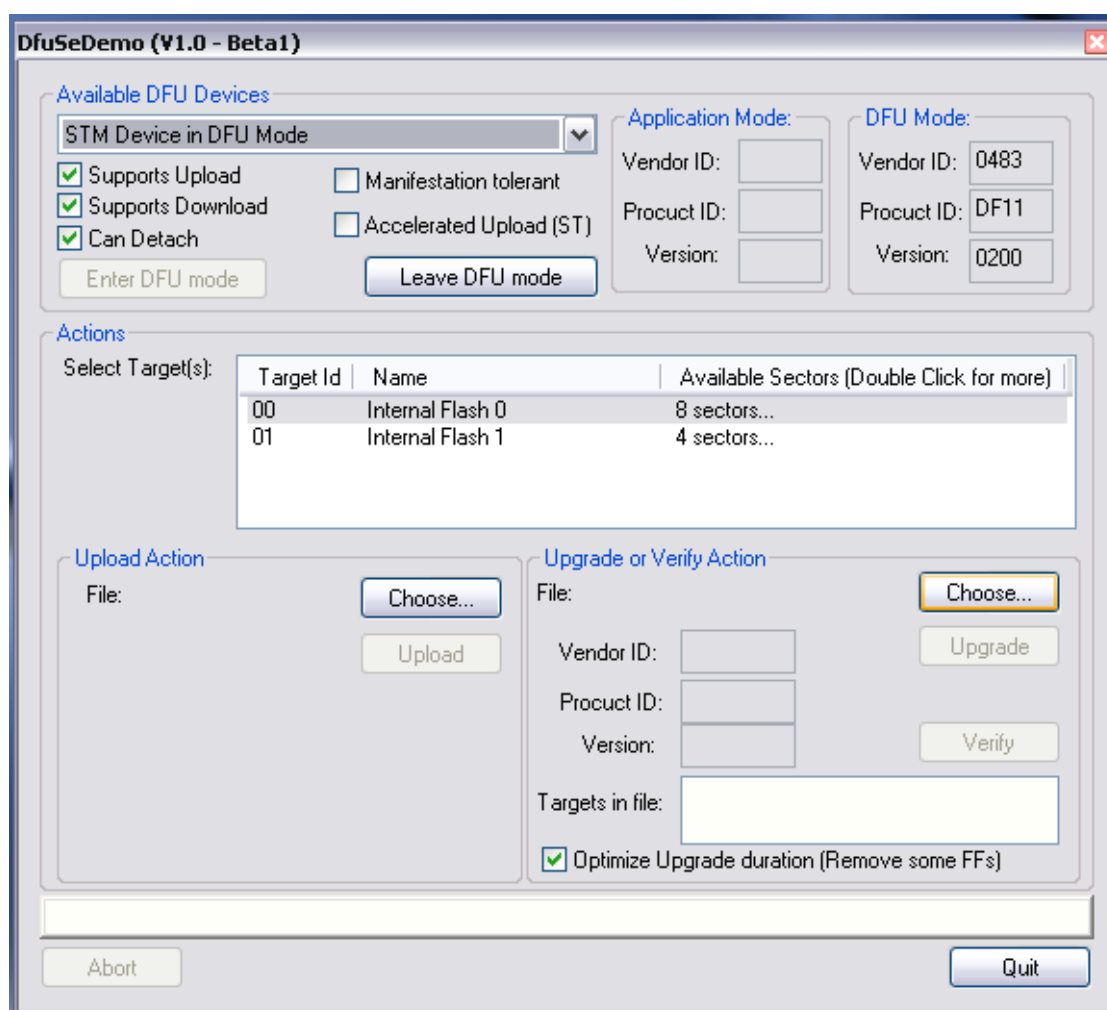 DfuSeDemo (V1.0 - Beta1)
Available DFU Devices
STM Device in DFU Mode
Supports Upload
Manifestation tolerant
Supports Download
Accelerated Upload (ST)
Can Detach
Enter DFU mode
Leave DFU mode
Application Mode:
Vendor ID:
Procuct ID:
Version:
DFU Mode:
Vendor ID: 0483
Procuct ID: DF11
Version: 0200
Actions
Select Target(s):
Target Id Name Available Sectors (Double Click for more)
00 Internal Flash 0 8 sectors...
01 Internal Flash 1 4 sectors...
Upload Action
File: Choose...
Upload
Upgrade or Verify Action
File: Choose...
Upgrade
Vendor ID:
Procuct ID:
Version:
Verify
Targets in file:
Optimize Upgrade duration (Remove some FFs)
Abort
Quit